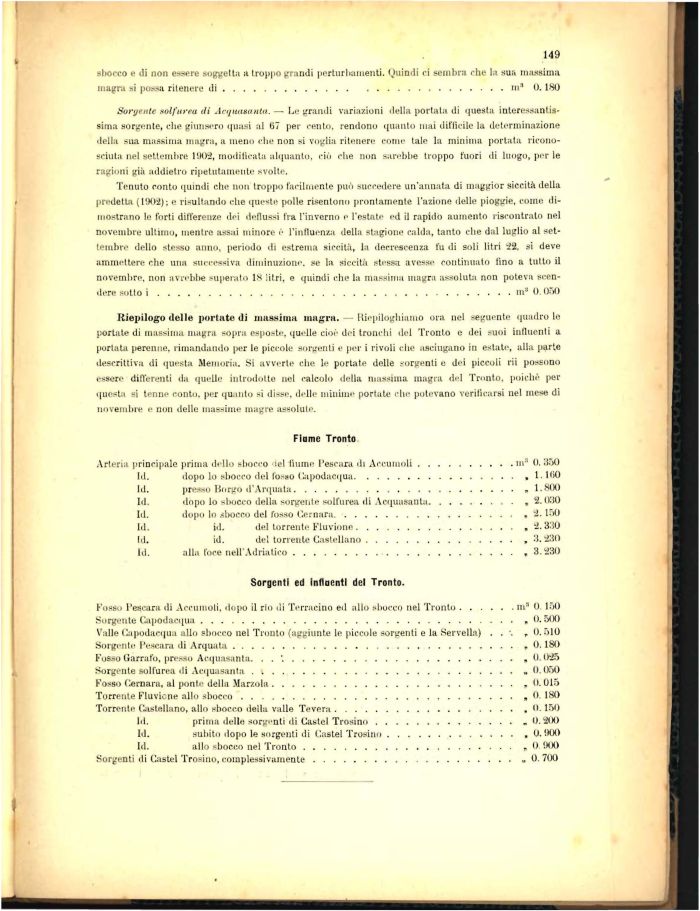 149
sbocco e di non essere soggetta a troppo grandi perturbamenti. Quindi ci sembra che la sua massima
magra si possa ritenere di . . . . . . . . . . . . . . . . . . . . . . . . . m³ 0.180
Sorgente solfurea di Acquasanta. — Le grandi variazioni della portata di questa interessantis-
sima sorgente, che giunsero quasi al 67 per cento, rendono quanto mai difficile la determinazione
della sua massima magra, a meno che non si voglia ritenere come tale la minima portata ricono-
sciuta nel settembre 1902, modificata alquanto, ciò che non sarebbe troppo fuori di luogo, per le
ragioni già addietro ripetutamente svolte.
Tenuto conto quindi che non troppo facilmente può succedere un'annata di maggior siccità della
predetta (1902); e risultando che queste polle risentono prontamente l'azione delle pioggie, come di-
mostrano le forti differenze dei deflussi fra l'inverno e l'estate ed il rapido aumento riscontrato nel
novembre ultimo, mentre assai minore è l'influenza della stagione calda, tanto che dal luglio al set-
tembre dello stesso anno, periodo di estrema siccità, la decrescenza fu di soli litri 22, si deve
ammettere che una successiva diminuzione, se la siccità stessa avesse continuato fino a tutto il
novembre, non avrebbe superato 18 litri, e quindi che la massima magra assoluta non poteva scen-
dere sotto i . . . . . . . . . . . . . . . . . . . . . . . . . . . . . . . m³ 0.050
Riepilogo delle portate di massima magra. — Riepiloghiamo ora nel seguente quadro le
portate di massima magra sopra esposte, quelle cioè dei tronchi del Tronto e dei suoi influenti a
portata perenne, rimandando per le piccole sorgenti e per i rivoli che asciugano in estate, alla parte
descrittiva di questa Memoria. Si avverte che le portate delle sorgenti e dei piccoli rii possono
essere differenti da quelle introdotte nel calcolo della massima magra del Tronto, poichè per
questa si tenne conto, per quanto si disse, delle minime portate che potevano verificarsi nel mese di
novembre e non delle massime magre assolute.
Fiume Tronto.
Arteria principale prima dello sbocco del fiume Pescara di Accumoli . . . . . . . . . . m³ 0.350
Id. dopo lo sbocco del fosso Capodacqua. . . . . . . . . . . . . . . „ 1.160
Id. presso Borgo d'Arquata. . . . . . . . . . . . . . . . . . . . „ 1.800
Id. dopo lo sbocco della sorgente solfurea di Acquasanta. . . . . . . . . „ 2.030
Id. dopo lo sbocco del fosso Cernara. . . . . . . . . . . . . . . . . „ 2.150
Id. id. del torrente Fluvione . . . . . . . . . . . . . . . „ 2.330
Id. id. del torrente Castellano . . . . . . . . . . . . . . „ 3.230
Id. alla foce nell'Adriatico . . . . . . . . . . . . . . . . . . . . „ 3.230
Sorgenti ed influenti del Tronto.
Fosso Pescara di Accumoli, dopo il rio di Terracino ed allo sbocco nel Tronto . . . . . . m³ 0.150
Sorgente Capodacqua . . . . . . . . . . . . . . . . . . . . . . . . . . . . „ 0.500
Valle Capodacqua allo sbocco nel Tronto (aggiunte le piccole sorgenti e la Servella) . . . „ 0.510
Sorgente Pescara di Arquata . . . . . . . . . . . . . . . . . . . . . . . . . „ 0.180
Fosso Garrafo, presso Acquasanta. . . . . . . . . . . . . . . . . . . . . . . „ 0.025
Sorgente solfurea di Acquasanta . . . . . . . . . . . . . . . . . . . . . . . „ 0.050
Fosso Cernara, al ponte della Marzola . . . . . . . . . . . . . . . . . . . . . „ 0.015
Torrente Fluvione allo sbocco . . . . . . . . . . . . . . . . . . . . . . . . „ 0.180
Torrente Castellano, allo sbocco della valle Tevera . . . . . . . . . . . . . . . . „ 0.150
Id. prima delle sorgenti di Castel Trosino . . . . . . . . . . . . „ 0.200
Id. subito dopo le sorgenti di Castel Trosino . . . . . . . . . . . „ 0.900
Id. allo sbocco nel Tronto . . . . . . . . . . . . . . . . . . . „ 0.900
Sorgenti di Castel Trosino, complessivamente . . . . . . . . . . . . . . . . . . „ 0.700